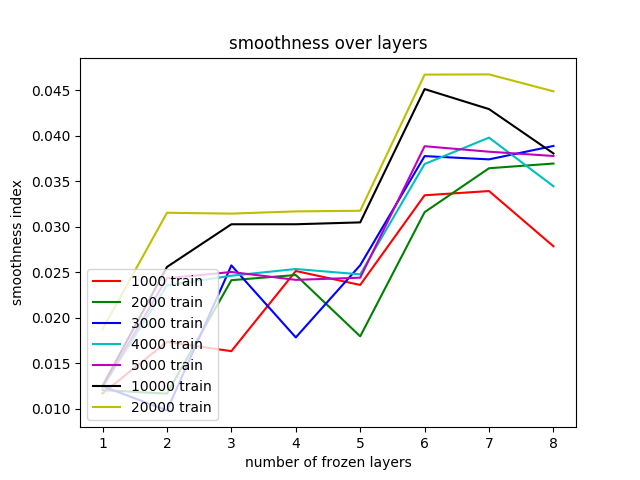 smoothness over layers
smoothness index
0.045
0.040
0.035
0.030
0.025
0.020
0.015
0.010
1000 train
2000 train
3000 train
4000 train
5000 train
10000 train
20000 train
1 2 3 4 5 6 7 8
number of frozen layers